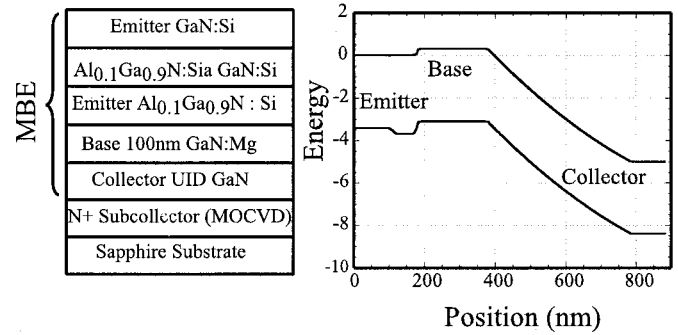 MBE
Emitter GaN:Si
Al0.1Ga0.9N:Sia GaN:Si
Emitter Al0.1Ga0.9N : Si
Base 100nm GaN:Mg
Collector UID GaN
N+ Subcollector (MOCVD)
Sapphire Substrate
Energy
2
0
-2
-4
-6
-8
-10
Base
Emitter
Collector
0 200 400 600 800
Position (nm)